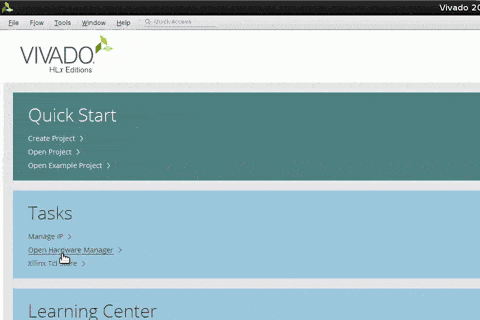 Vivado 20
File Flow Tools Window Help Quick Access
VIVADO
HLx Editions
Quick Start
Create Project
Open Project
Open Example Project
Tasks
Manage IP
Open Hardware Manager
Xilinx Tcl Store
Learning Center